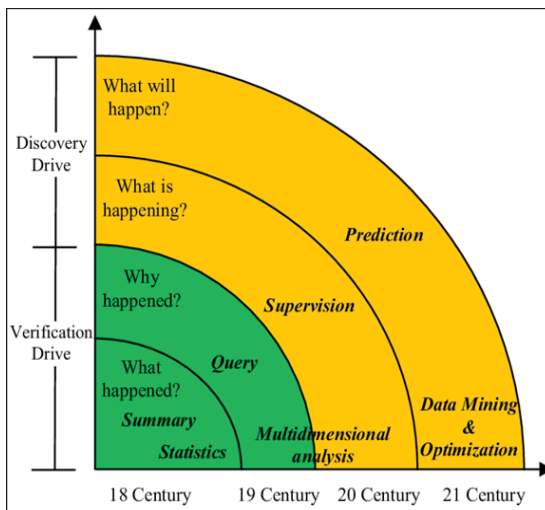 What will
happen?
Discovery
Drive
What is
happening?
Prediction
Why
happened?
Supervision
Verification
Drive
Query
What
happened?
Summary
Statistics
Multidimensional
analysis
Data Mining
&
Optimization
18 Century
19 Century
20 Century
21 Century